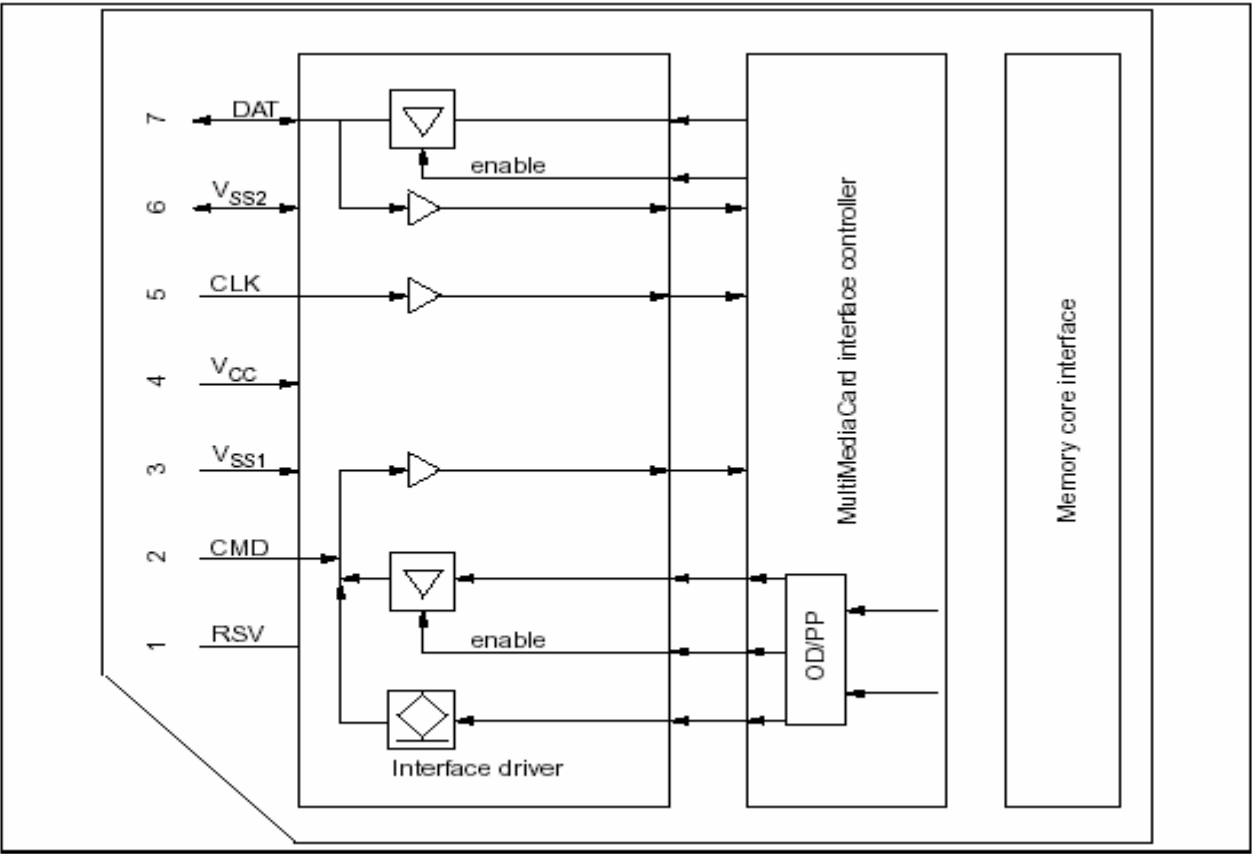 7 DAT
enable
6 VSS2
5 CLK
4 VCC
3 VSS1
2 CMD
1 RSV
enable
Interface driver
OD/PP
MultiMediaCard interface controller
Memory core interface